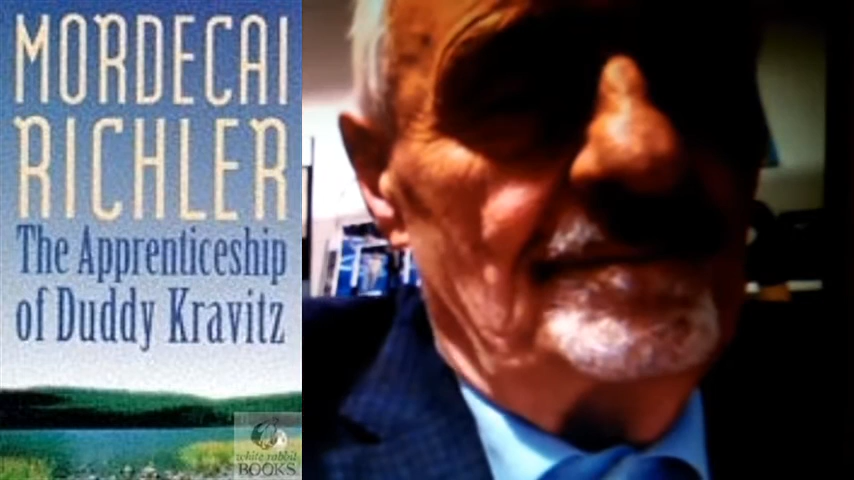 MORDECAI
RICHLER
The Apprenticeship
of Duddy Kravitz
white rabbit
BOOKS